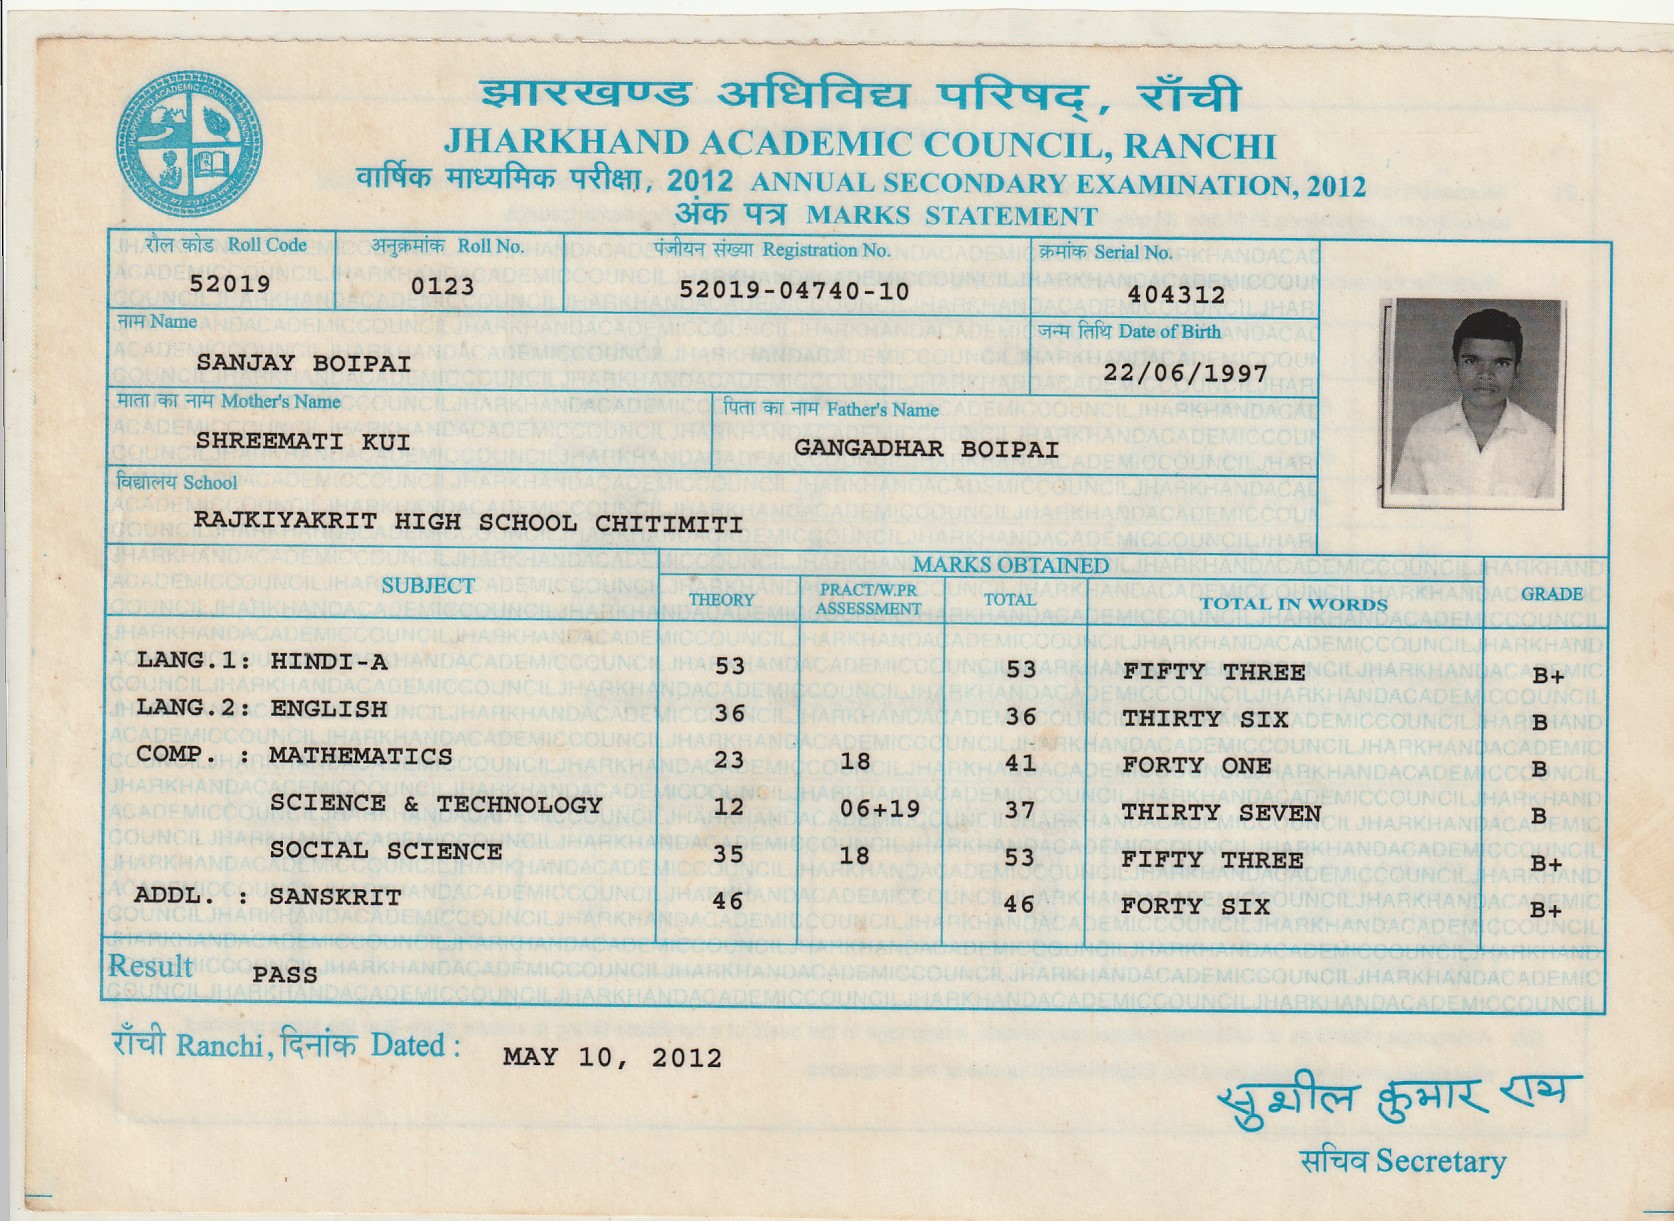 झारखण्ड अधिविद्य परिषद्, राँची
JHARKHAND ACADEMIC COUNCIL, RANCHI
वार्षिक माध्यमिक परीक्षा, 2012 ANNUAL SECONDARY EXAMINATION, 2012
अंक पत्र MARKS STATEMENT
रौल कोड Roll Code अनुक्रमांक Roll No. पंजीयन संख्या Registration No. क्रमांक Serial No.
52019 0123 52019-04740-10 404312
नाम Name जन्म तिथि Date of Birth
SANJAY BOIPAI 22/06/1997
माता का नाम Mother's Name पिता का नाम Father's Name
SHREEMATI KUI GANGADHAR BOIPAI
विद्यालय School
RAJKIYAKRIT HIGH SCHOOL CHITIMITI
MARKS OBTAINED
SUBJECT THEORY PRACT/W.PR ASSESSMENT TOTAL TOTAL IN WORDS GRADE
LANG.1: HINDI-A 53 53 FIFTY THREE B+
LANG.2: ENGLISH 36 36 THIRTY SIX B
COMP. : MATHEMATICS 23 18 41 FORTY ONE B
SCIENCE & TECHNOLOGY 12 06+19 37 THIRTY SEVEN B
SOCIAL SCIENCE 35 18 53 FIFTY THREE B+
ADDL. : SANSKRIT 46 46 FORTY SIX B+
Result PASS
राँची Ranchi, दिनांक Dated : MAY 10, 2012
सुशील कुमार राय
सचिव Secretary